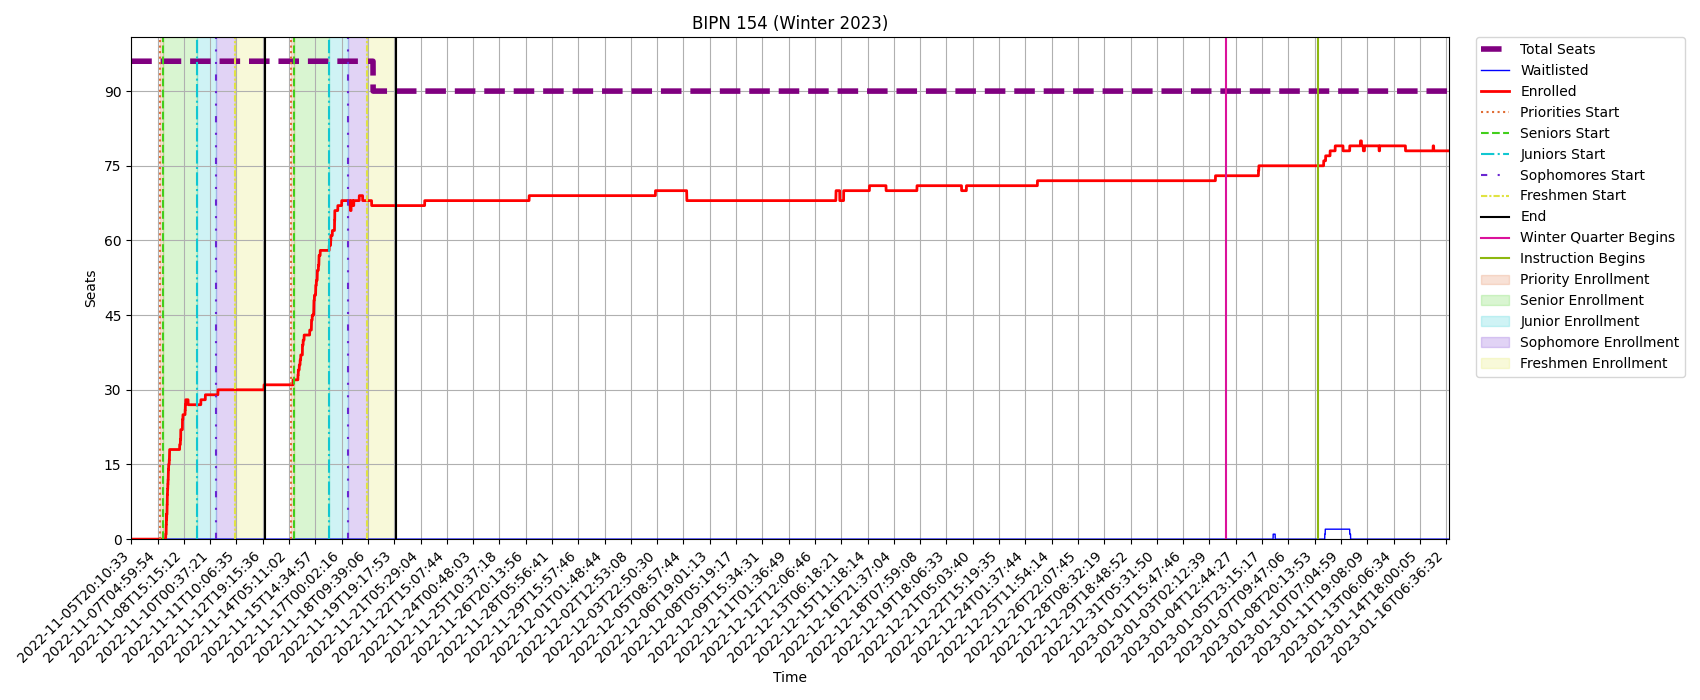 BIPN 154 (Winter 2023)
Total Seats
Waitlisted
Enrolled
Priorities Start
Seniors Start
Juniors Start
Sophomores Start
Freshmen Start
End
Winter Quarter Begins
Instruction Begins
Priority Enrollment
Senior Enrollment
Junior Enrollment
Sophomore Enrollment
Freshmen Enrollment
Seats
90
75
60
45
30
15
0
2022-11-05T20:10:33
2022-11-07T04:59:54
2022-11-08T15:15:12
2022-11-10T00:37:21
2022-11-11T10:06:35
2022-11-12T19:15:36
2022-11-14T05:11:02
2022-11-15T14:34:57
2022-11-17T00:02:16
2022-11-18T09:39:06
2022-11-19T19:17:53
2022-11-21T05:29:04
2022-11-22T15:07:44
2022-11-24T00:48:03
2022-11-25T10:37:18
2022-11-26T20:13:56
2022-11-28T05:56:41
2022-11-29T15:57:46
2022-12-01T01:48:44
2022-12-02T12:53:08
2022-12-03T22:50:30
2022-12-05T08:57:44
2022-12-06T19:01:13
2022-12-08T05:19:17
2022-12-09T15:34:31
2022-12-11T01:36:49
2022-12-12T12:06:46
2022-12-13T06:18:21
2022-12-15T11:18:14
2022-12-16T21:37:04
2022-12-18T07:59:08
2022-12-19T18:06:33
2022-12-21T05:03:40
2022-12-22T15:19:35
2022-12-24T01:37:44
2022-12-25T11:54:14
2022-12-26T22:07:45
2022-12-28T08:32:19
2022-12-29T18:48:52
2022-12-31T05:31:50
2023-01-01T15:47:46
2023-01-03T02:12:39
2023-01-04T12:44:27
2023-01-05T23:15:17
2023-01-07T09:47:06
2023-01-08T20:13:53
2023-01-10T07:04:59
2023-01-11T19:08:09
2023-01-13T06:06:34
2023-01-14T18:00:05
2023-01-16T06:36:32
Time